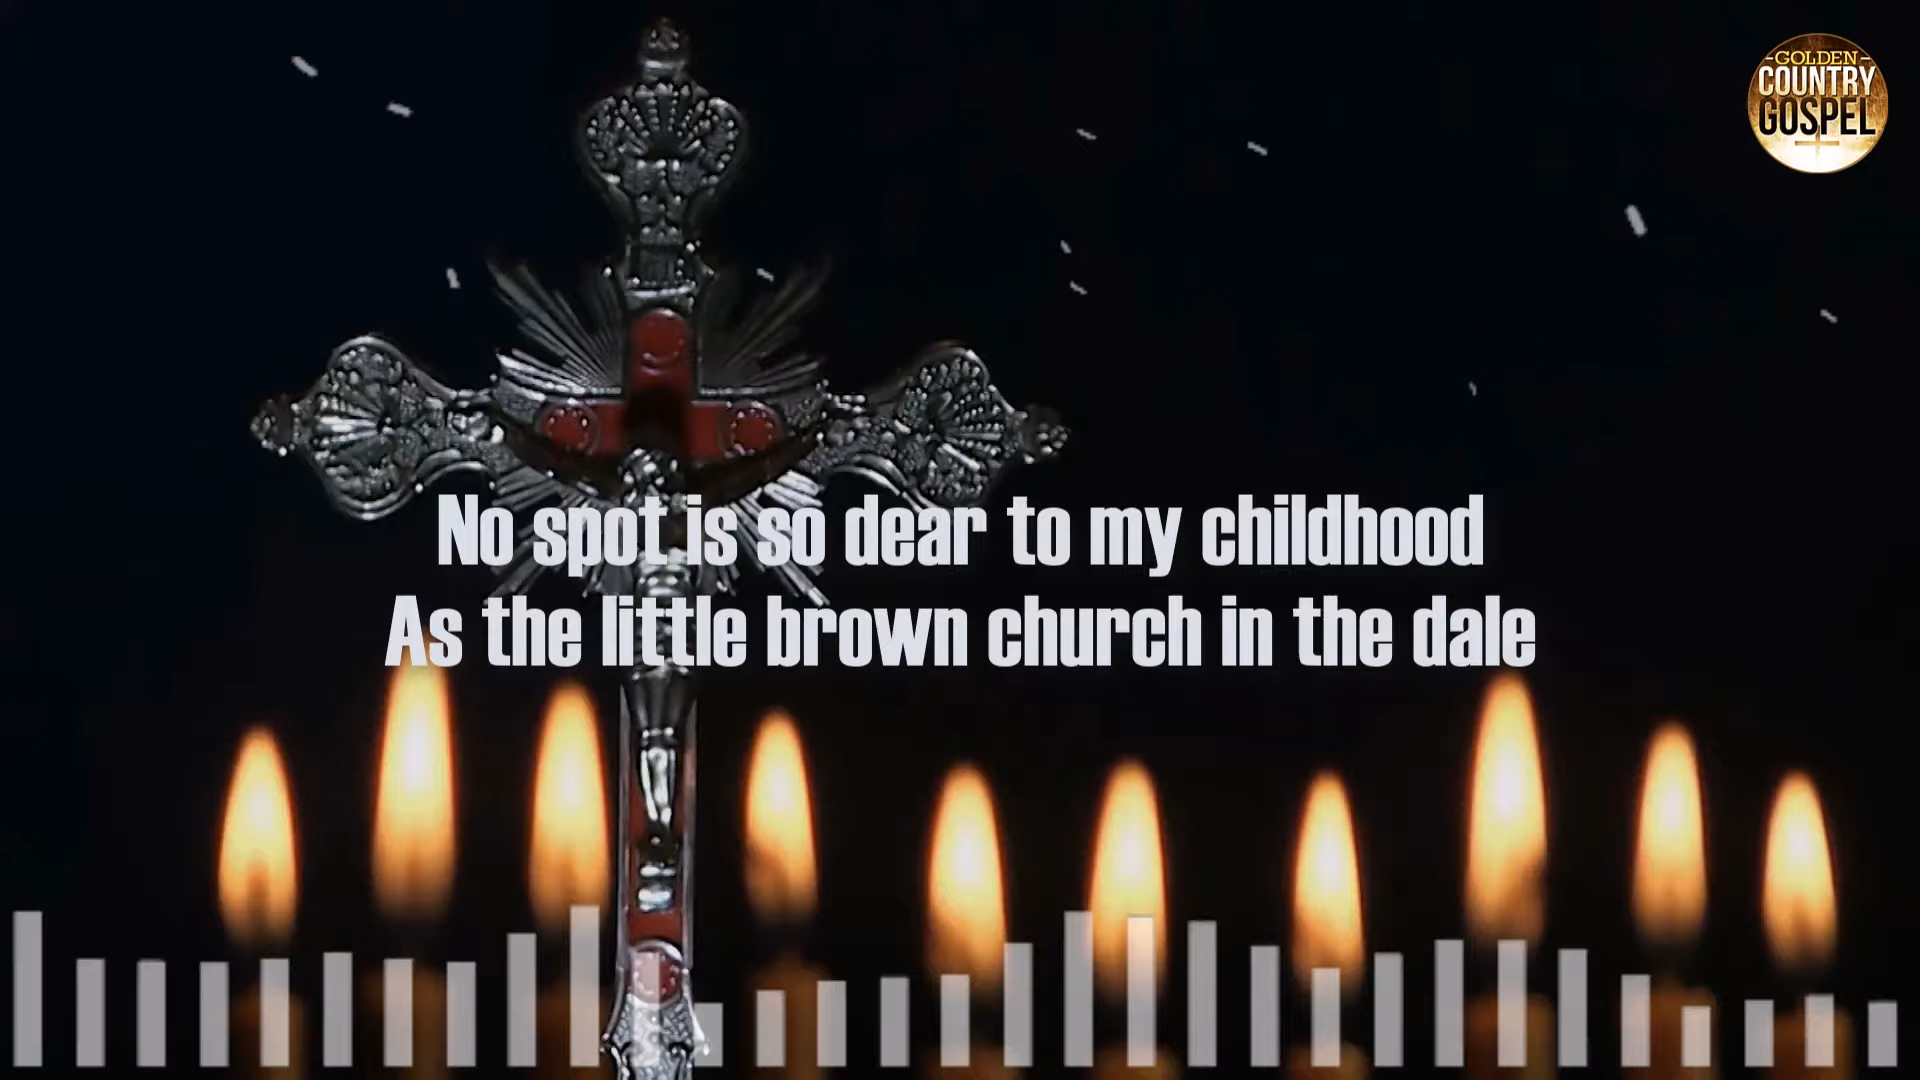 GOLDEN
COUNTRY
GOSPEL
No spot is so dear to my childhood
As the little brown church in the dale